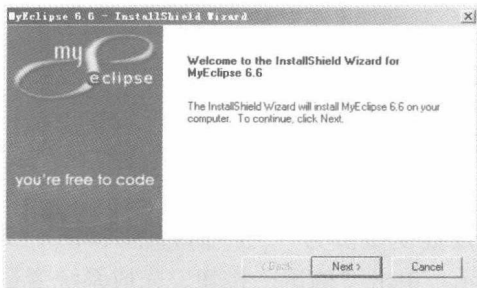 MyEclipse 6.6 - InstallShield Wizard
my
eclipse
you're free to code
Welcome to the InstallShield Wizard for
MyEclipse 6.6
The InstallShield Wizard will install MyEclipse 6.6 on your
computer. To continue, click Next.
< Back
Next >
Cancel